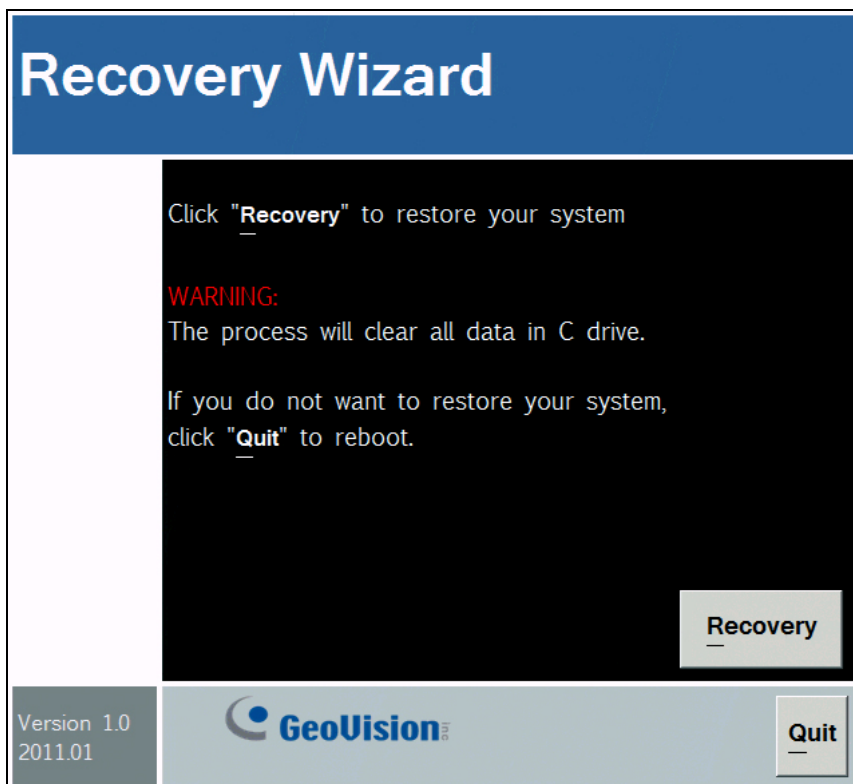 Recovery Wizard
Click "Recovery" to restore your system
WARNING:
The process will clear all data in C drive.
If you do not want to restore your system,
click "Quit" to reboot.
Recovery
Version 1.0
2011.01
GeoVision inc
Quit